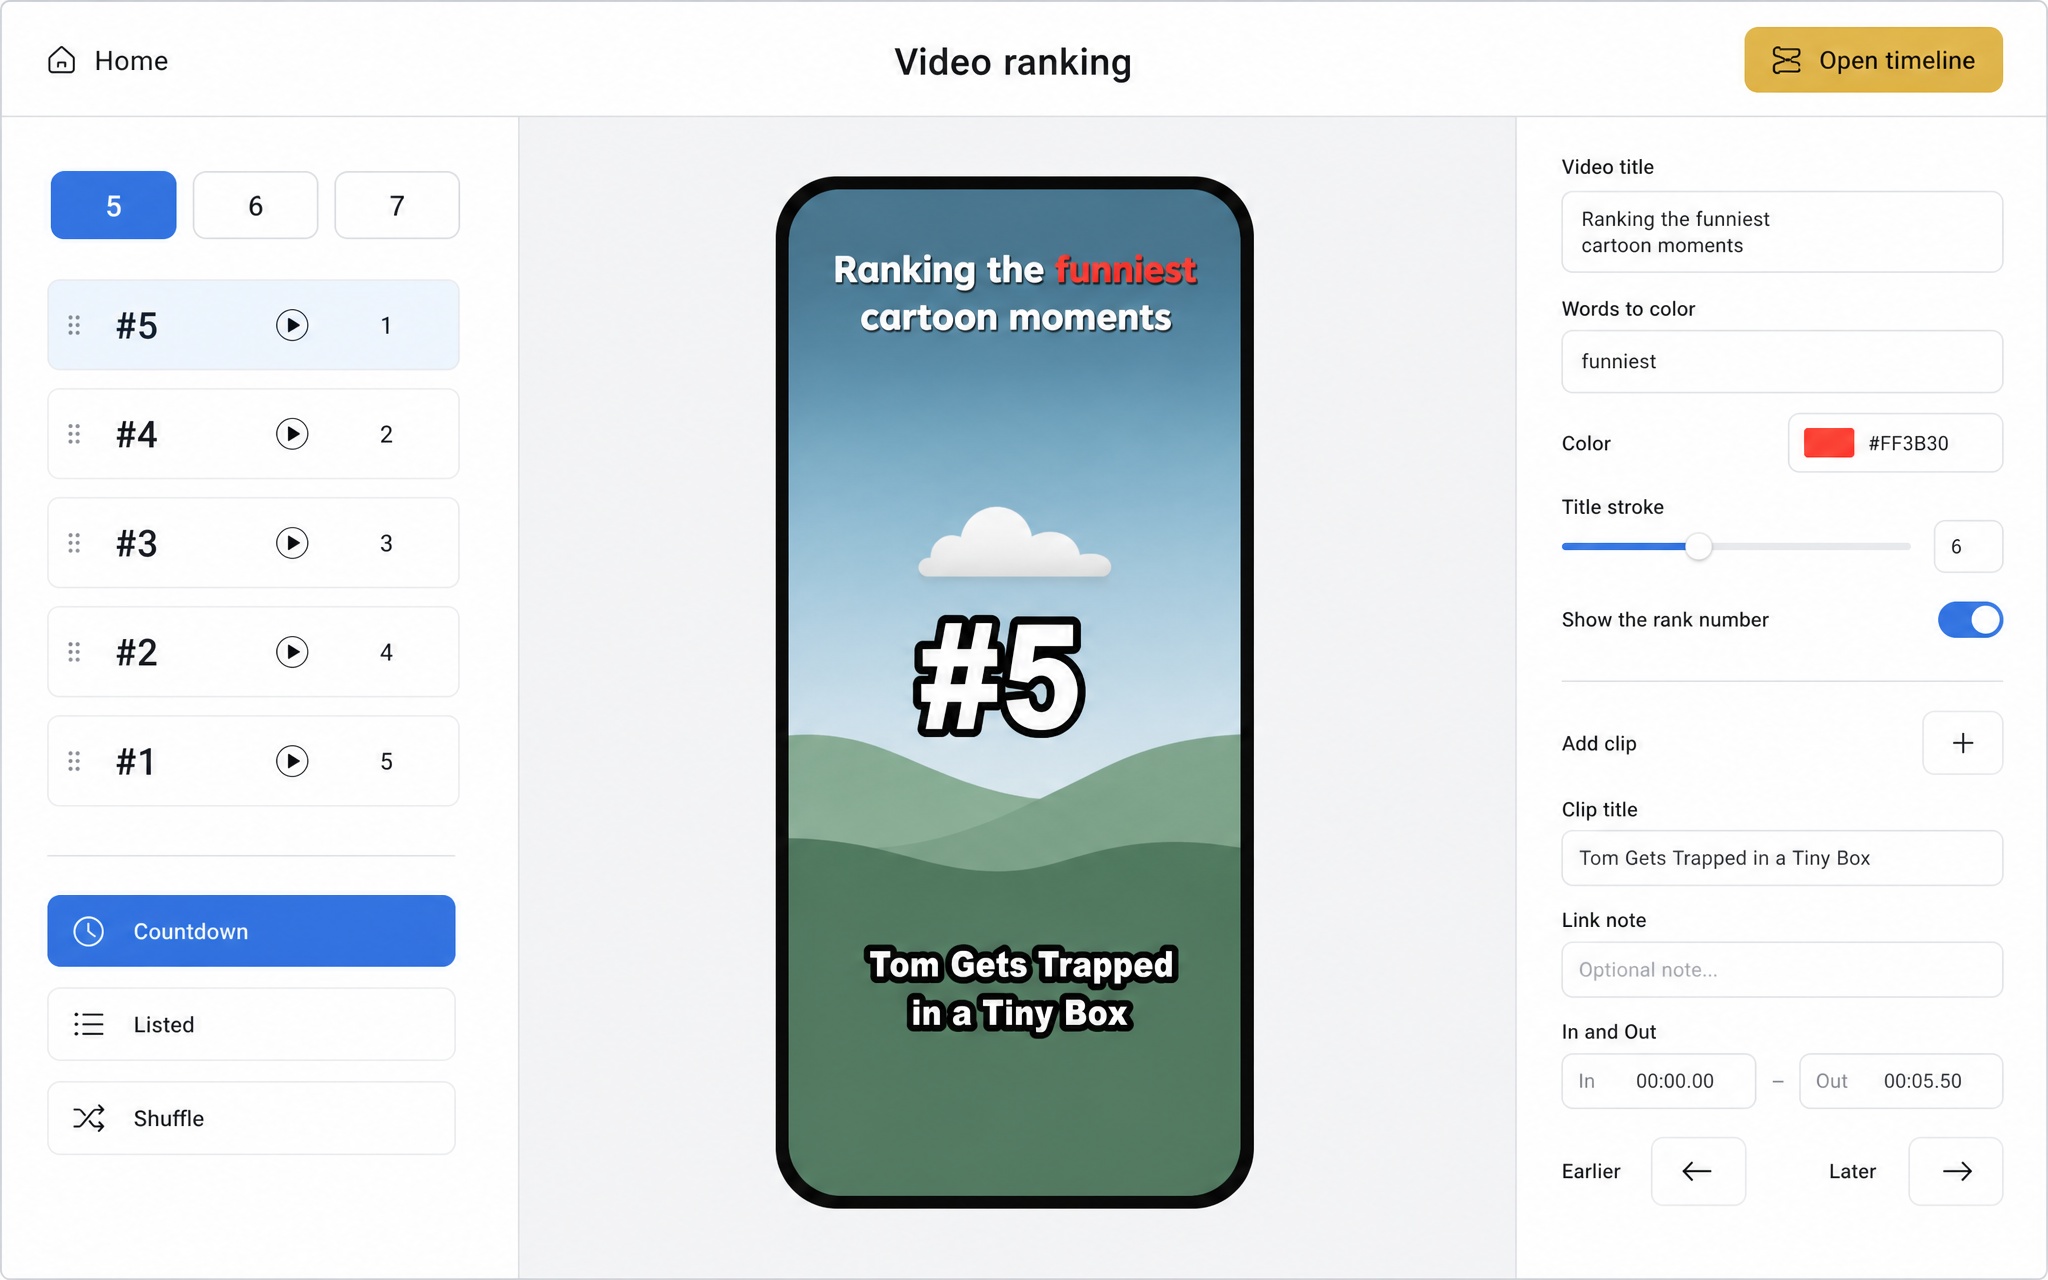 Home
Video ranking
Open timeline
5
6
7
#5
1
#4
2
#3
3
#2
4
#1
5
Countdown
Listed
Shuffle
Ranking the funniest
cartoon moments
#5
Tom Gets Trapped
in a Tiny Box
Video title
Ranking the funniest
cartoon moments
Words to color
funniest
Color
#FF3B30
Title stroke
6
Show the rank number
Add clip
Clip title
Tom Gets Trapped in a Tiny Box
Link note
Optional note...
In and Out
In 00:00.00 – Out 00:05.50
Earlier
Later